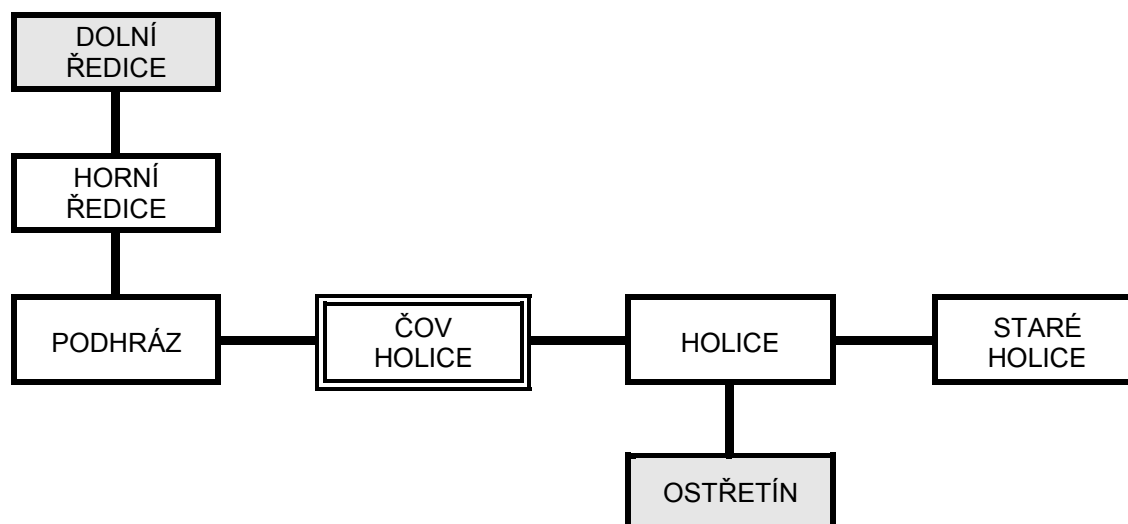 DOLNÍ
ŘEDICE
HORNÍ
ŘEDICE
PODHRÁZ
ČOV
HOLICE
HOLICE
STARÉ
HOLICE
OSTŘETÍN